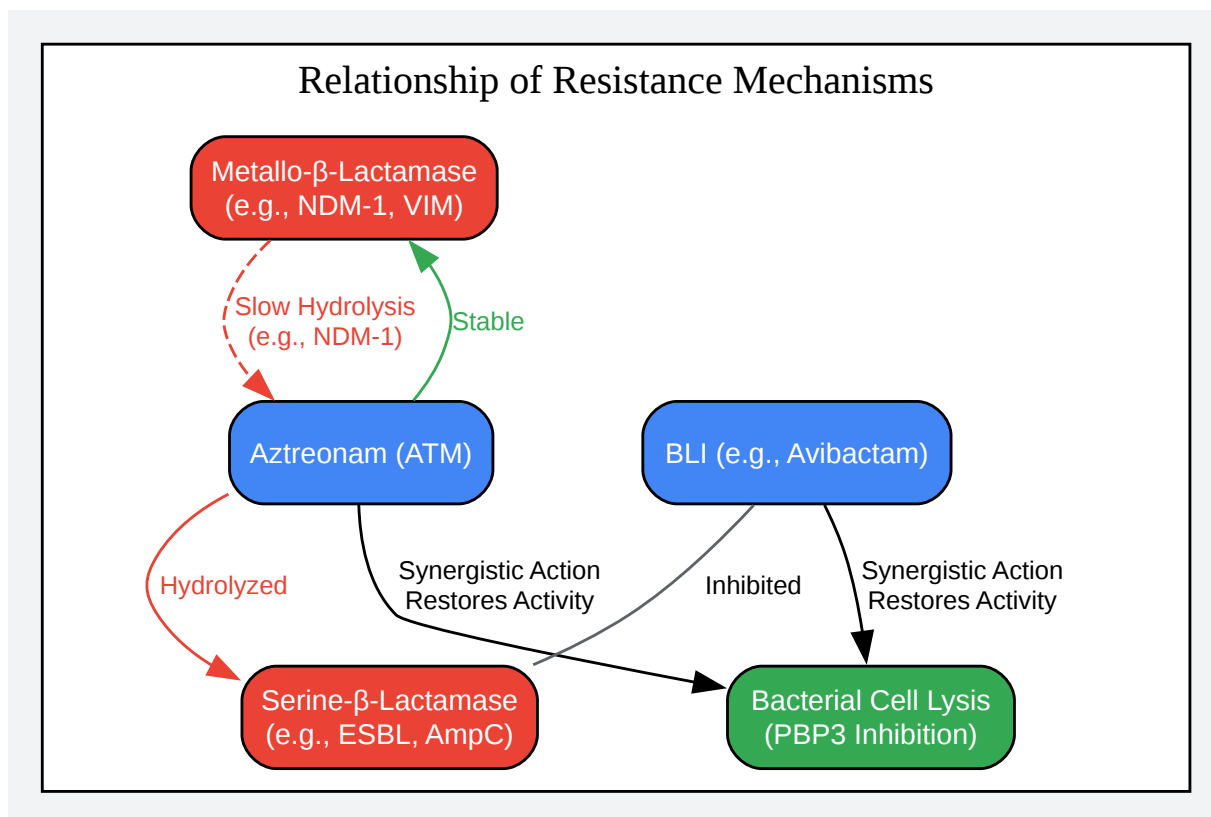 Relationship of Resistance Mechanisms
Metallo-β-Lactamase
(e.g., NDM-1, VIM)
Slow Hydrolysis
(e.g., NDM-1)
Stable
Aztreonam (ATM)
BLI (e.g., Avibactam)
Hydrolyzed
Synergistic Action
Restores Activity
Inhibited
Synergistic Action
Restores Activity
Serine-β-Lactamase
(e.g., ESBL, AmpC)
Bacterial Cell Lysis
(PBP3 Inhibition)